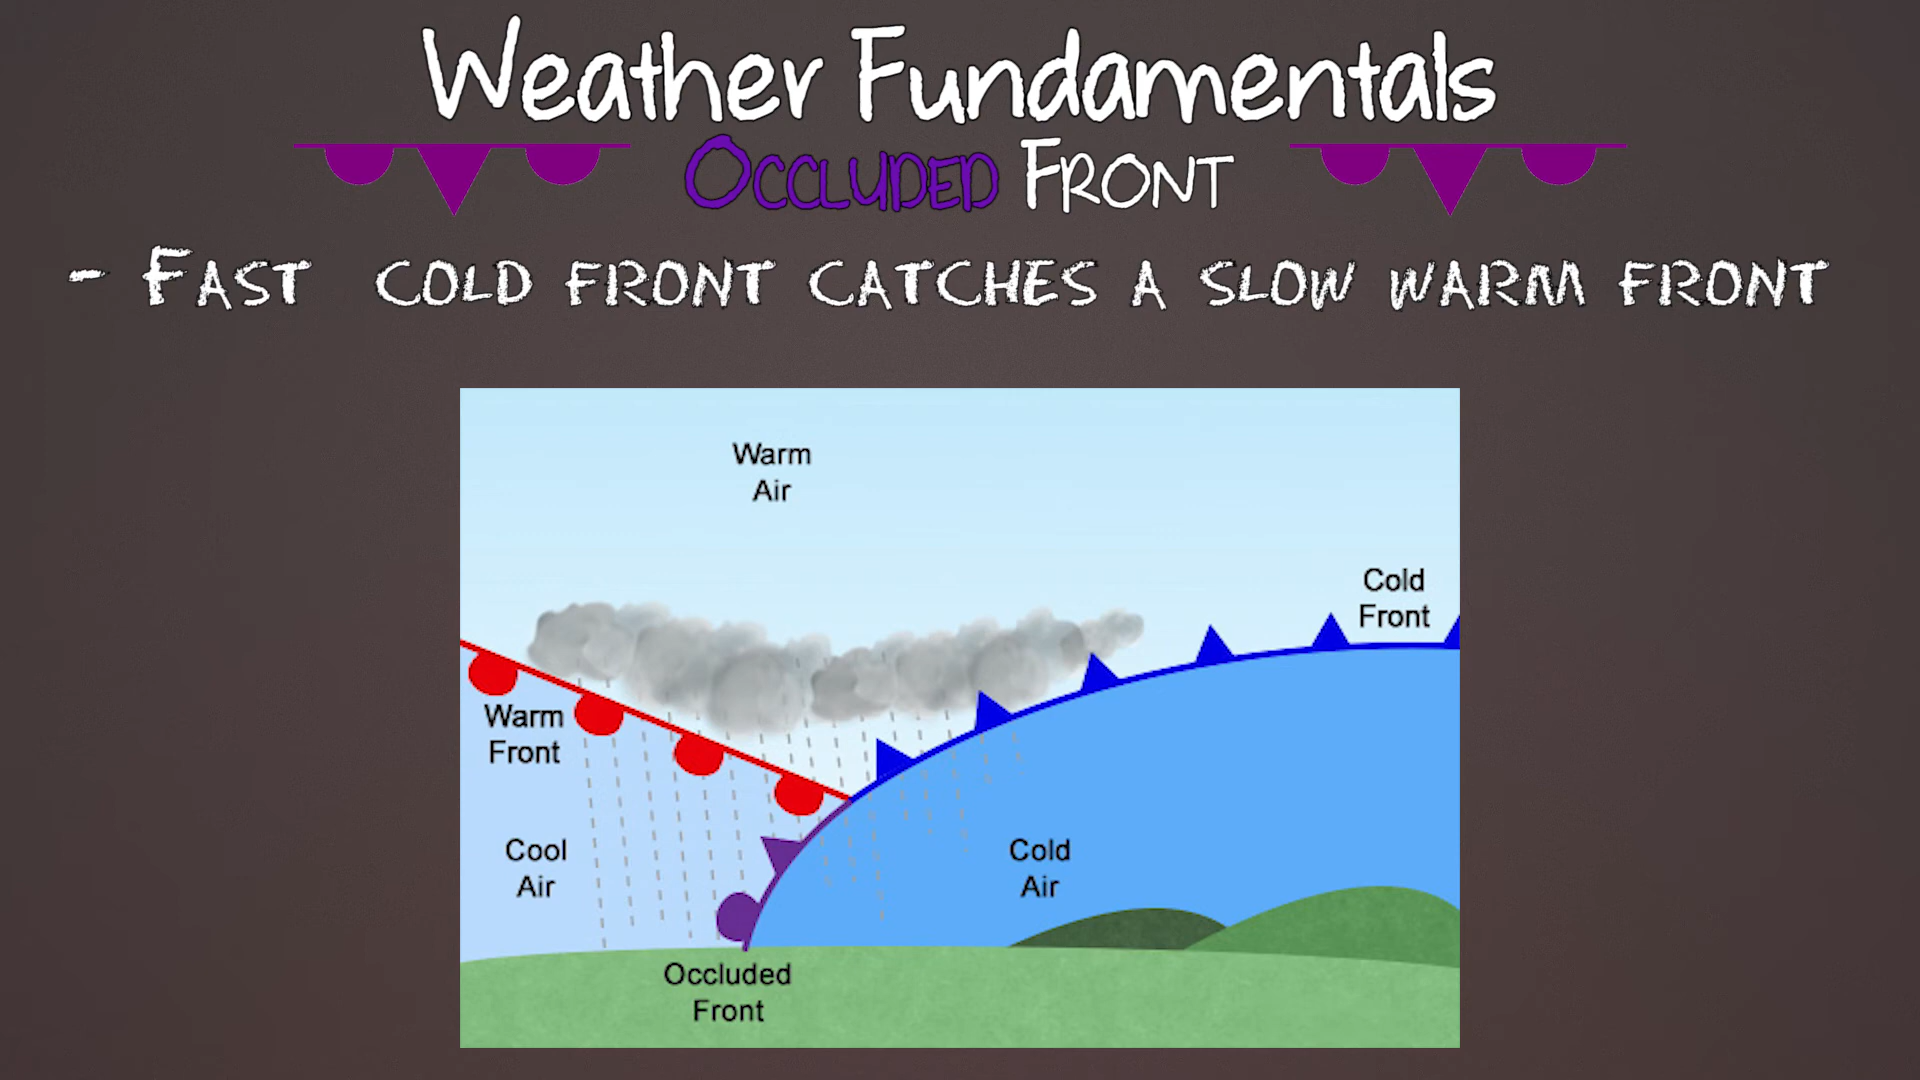 Weather Fundamentals
OCCLUDED FRONT
- FAST COLD FRONT CATCHES A SLOW WARM FRONT
Warm
Air
Cold
Front
Warm
Front
Cool
Air
Cold
Air
Occluded
Front